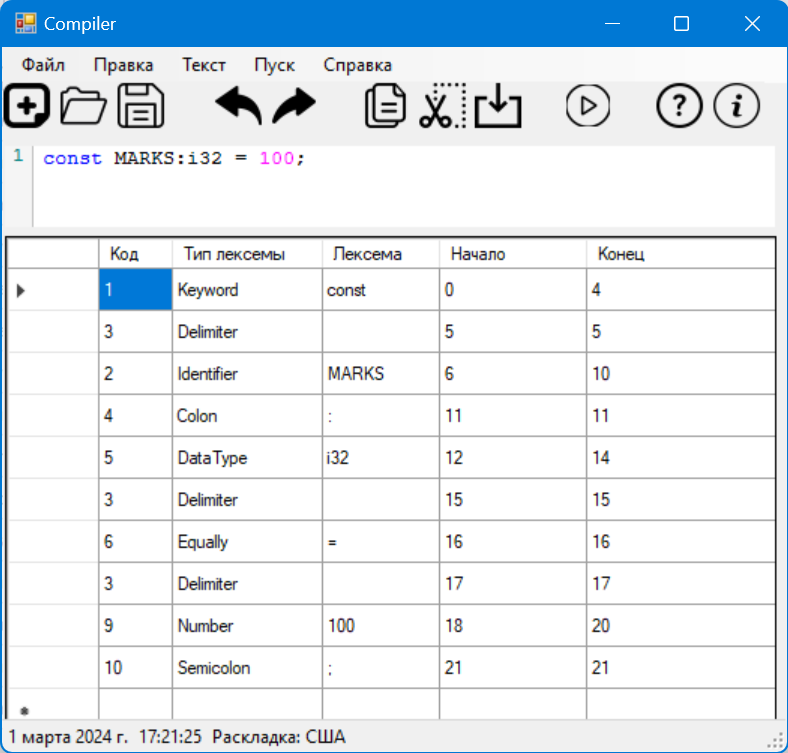 Compiler
Файл Правка Текст Пуск Справка
1 const MARKS:i32 = 100;
Код Тип лексемы Лексема Начало Конец
1 Keyword const 0 4
3 Delimiter 5 5
2 Identifier MARKS 6 10
4 Colon : 11 11
5 DataType i32 12 14
3 Delimiter 15 15
6 Equally = 16 16
3 Delimiter 17 17
9 Number 100 18 20
10 Semicolon ; 21 21
1 марта 2024 г. 17:21:25 Раскладка: США